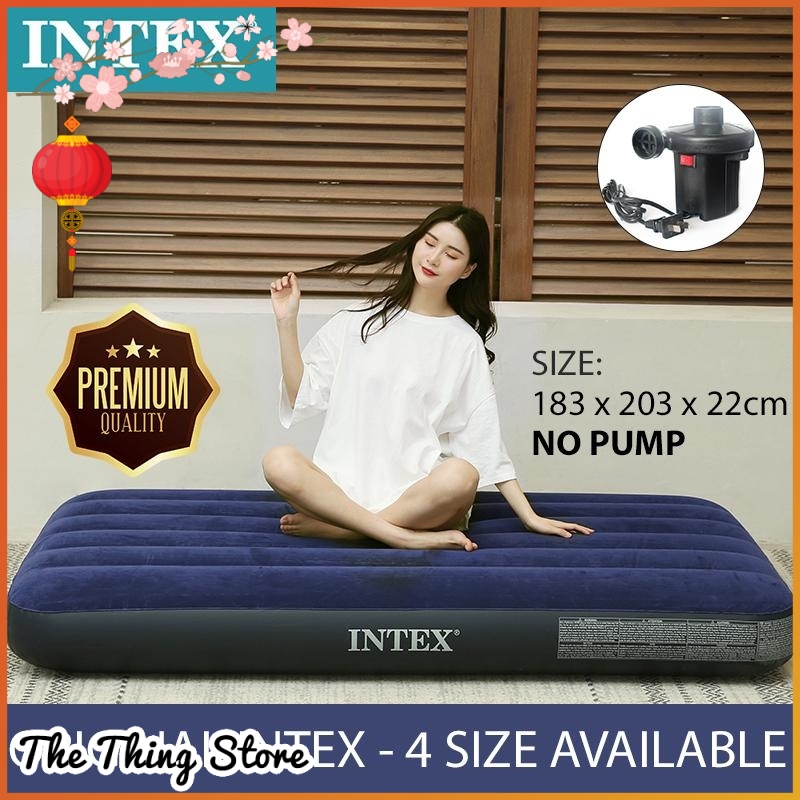 INTEX
PREMIUM
QUALITY
SIZE:
183 x 203 x 22cm
NO PUMP
INTEX®
The Thing Store
INTEX - 4 SIZE AVAILABLE